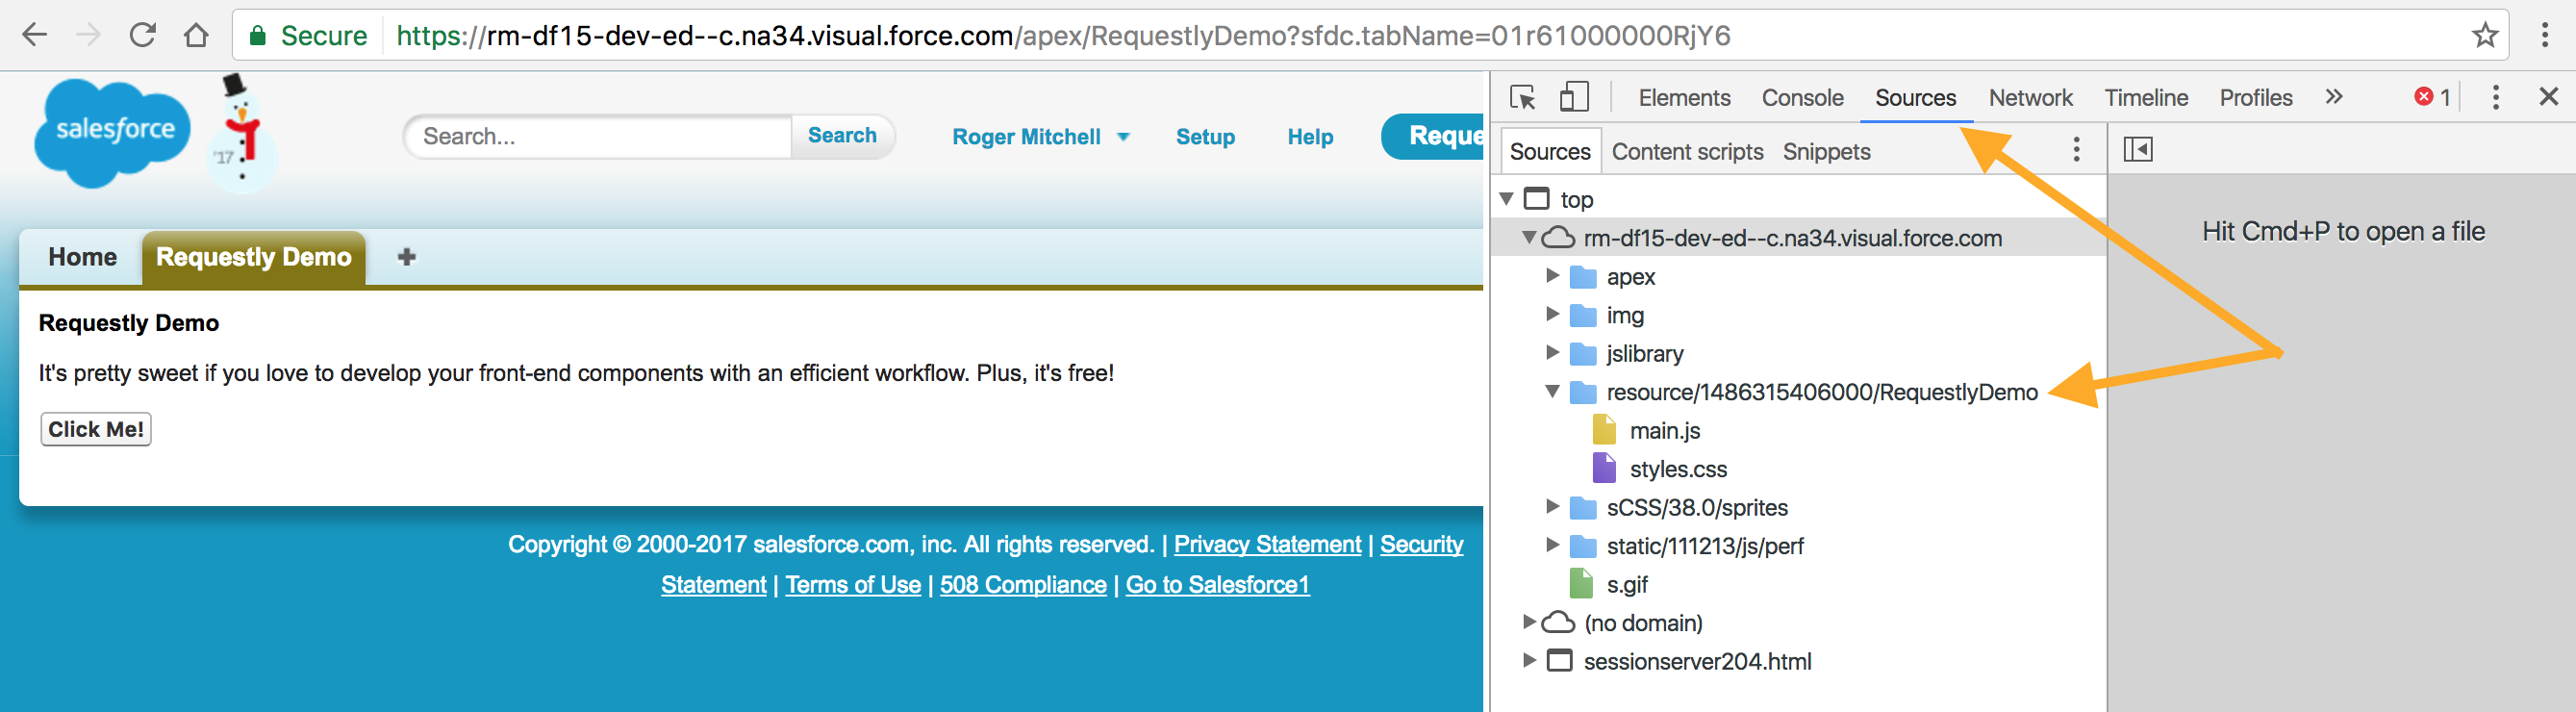 Secure https://rm-df15-dev-ed--c.na34.visual.force.com/apex/RequestlyDemo?sfdc.tabName=01r61000000RjY6
salesforce
'17
Search...
Search
Roger Mitchell
Setup
Help
Reque
Home
Requestly Demo
Requestly Demo
It's pretty sweet if you love to develop your front-end components with an efficient workflow. Plus, it's free!
Click Me!
Copyright © 2000-2017 salesforce.com, inc. All rights reserved. | Privacy Statement | Security
Statement | Terms of Use | 508 Compliance | Go to Salesforce1
Elements Console Sources Network Timeline Profiles » 1
Sources Content scripts Snippets
top
rm-df15-dev-ed--c.na34.visual.force.com
apex
img
jslibrary
resource/1486315406000/RequestlyDemo
main.js
styles.css
sCSS/38.0/sprites
static/111213/js/perf
s.gif
(no domain)
sessionserver204.html
Hit Cmd+P to open a file